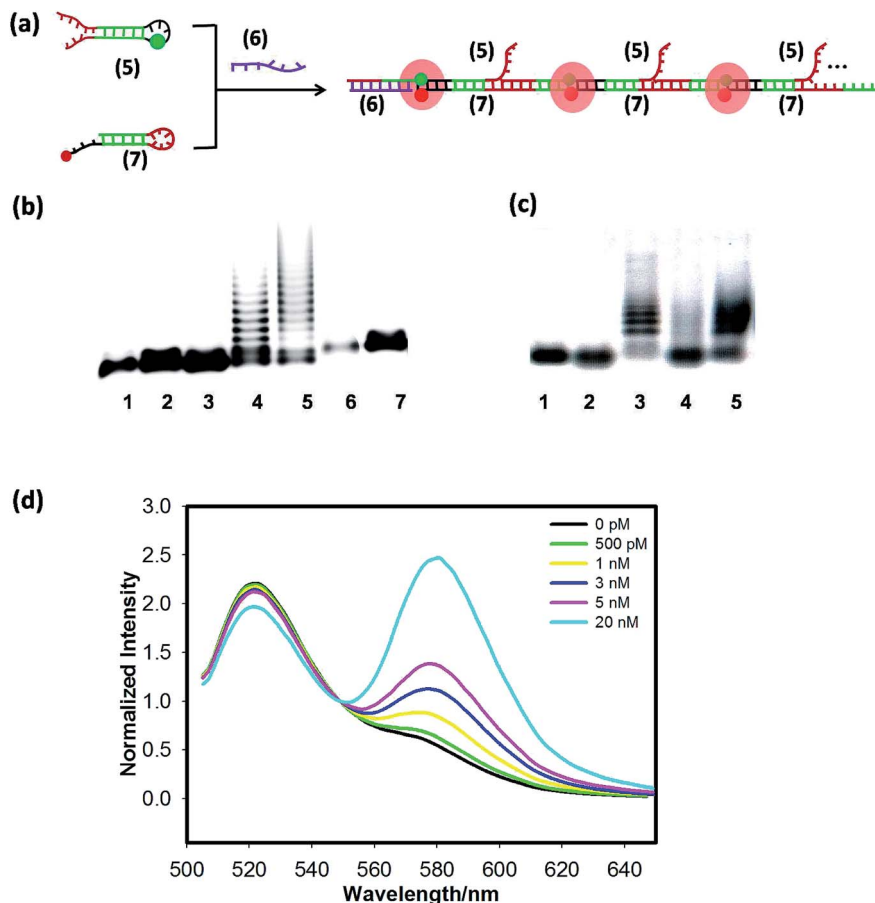 (a)
(5)
(6)
(7)
(5) (5) (5) ...
(6) (7) (7) (7)
(b)
1 2 3 4 5 6 7
(c)
1 2 3 4 5
(d)
Normalized Intensity
3.0
2.5
2.0
1.5
1.0
0.5
0.0
0 pM
500 pM
1 nM
3 nM
5 nM
20 nM
500 520 540 560 580 600 620 640
Wavelength/nm